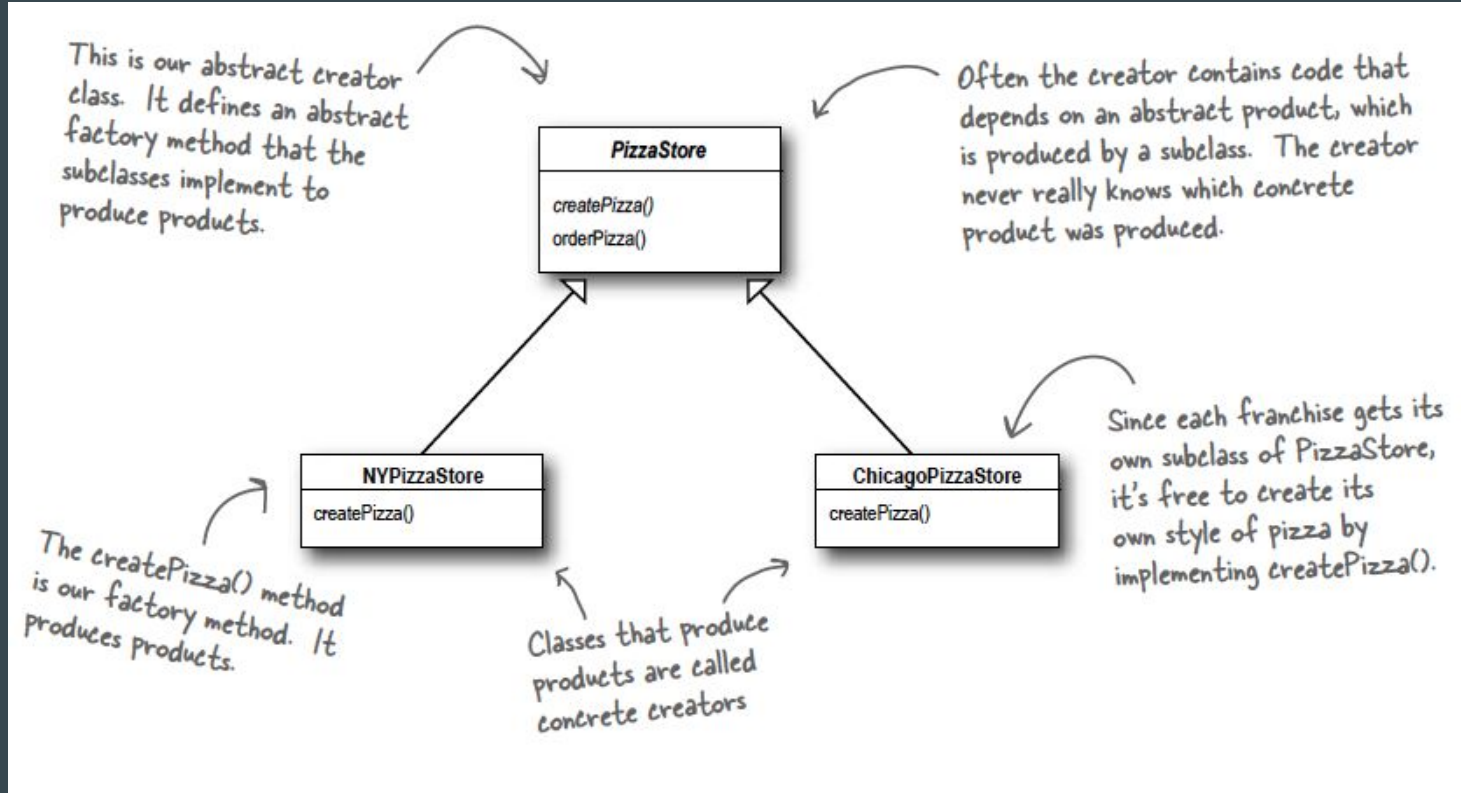 This is our abstract creator
class. It defines an abstract
factory method that the
subclasses implement to
produce products.
Often the creator contains code that
depends on an abstract product, which
is produced by a subclass. The creator
never really knows which concrete
product was produced.
PizzaStore
createPizza()
orderPizza()
NYPizzaStore
createPizza()
ChicagoPizzaStore
createPizza()
Since each franchise gets its
own subclass of PizzaStore,
it's free to create its
own style of pizza by
implementing createPizza().
The createPizza() method
is our factory method. It
produces products.
Classes that produce
products are called
concrete creators